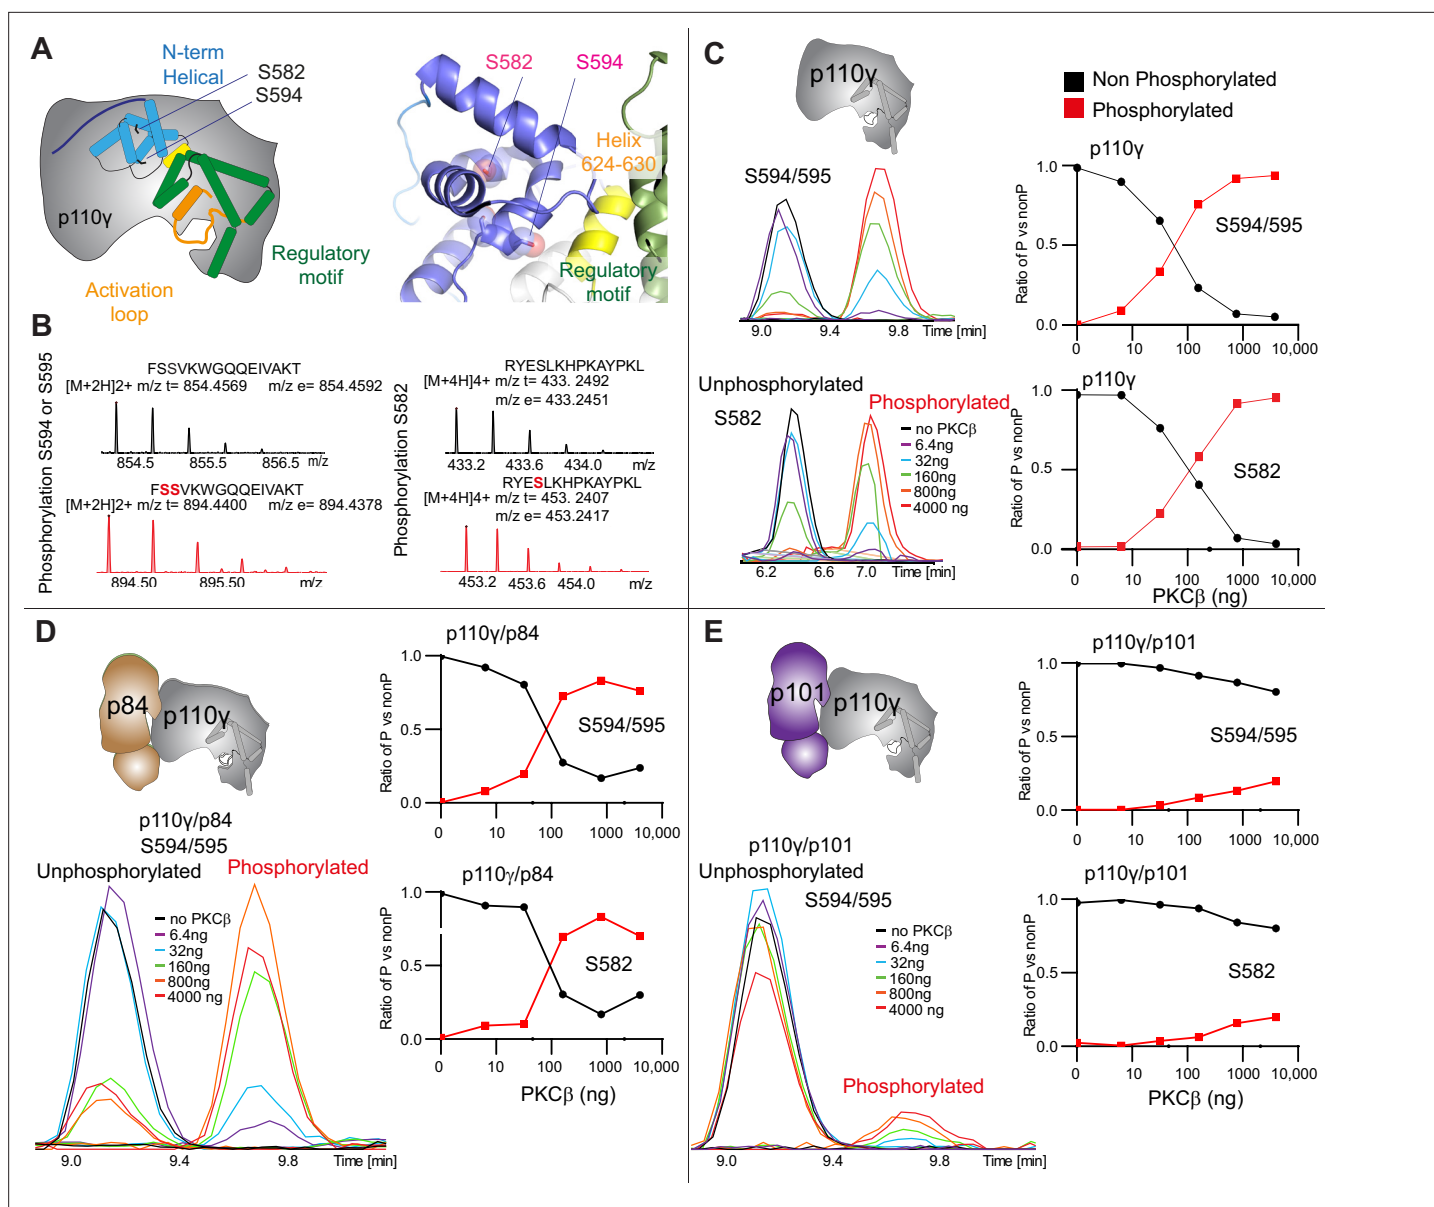 A
N-term
Helical
S582
S594
p110γ
Regulatory
motif
Activation
loop
S582
S594
Helix
624-630
Regulatory
motif
B
Phosphorylation S594 or S595
FSSVKWGQQEIVAKT
[M+2H]2+ m/z t= 854.4569 m/z e= 854.4592
854.5 855.5 856.5 m/z
FSSVKWGQQEIVAKT
[M+2H]2+ m/z t= 894.4400 m/z e= 894.4378
894.50 895.50 m/z
Phosphorylation S582
RYESLKHPKAYPKL
[M+4H]4+ m/z t= 433. 2492
m/z e= 433.2451
433.2 433.6 434.0 m/z
RYESLKHPKAYPKL
[M+4H]4+ m/z t= 453. 2407
m/z e= 453.2417
453.2 453.6 454.0 m/z
C
p110γ
Non Phosphorylated
Phosphorylated
S594/595
9.0 9.4 9.8 Time [min]
p110γ
Ratio of P vs nonP
1.0
0.5
0.0
S594/595
0 10 100 1000 10,000
Unphosphorylated
S582
Phosphorylated
no PKCβ
6.4ng
32ng
160ng
800ng
4000 ng
6.2 6.6 7.0 Time [min]
p110γ
Ratio of P vs nonP
1.0
0.5
0.0
S582
0 10 100 1000 10,000
PKCβ (ng)
D
p84
p110γ
p110γ/p84
S594/595
Unphosphorylated
Phosphorylated
no PKCβ
6.4ng
32ng
160ng
800ng
4000 ng
9.0 9.4 9.8 Time [min]
p110γ/p84
Ratio of P vs nonP
1.0
0.5
0.0
S594/595
0 10 100 1000 10,000
p110γ/p84
Ratio of P vs nonP
1.0
0.5
0.0
S582
0 10 100 1000 10,000
PKCβ (ng)
E
p101
p110γ
p110γ/p101
Unphosphorylated
S594/595
no PKCβ
6.4ng
32ng
160ng
800ng
4000 ng
Phosphorylated
9.0 9.4 9.8 Time [min]
p110γ/p101
Ratio of P vs nonP
1.0
0.5
0.0
S594/595
0 10 100 1000 10,000
p110γ/p101
Ratio of P vs nonP
1.0
0.5
0.0
S582
0 10 100 1000 10,000
PKCβ (ng)